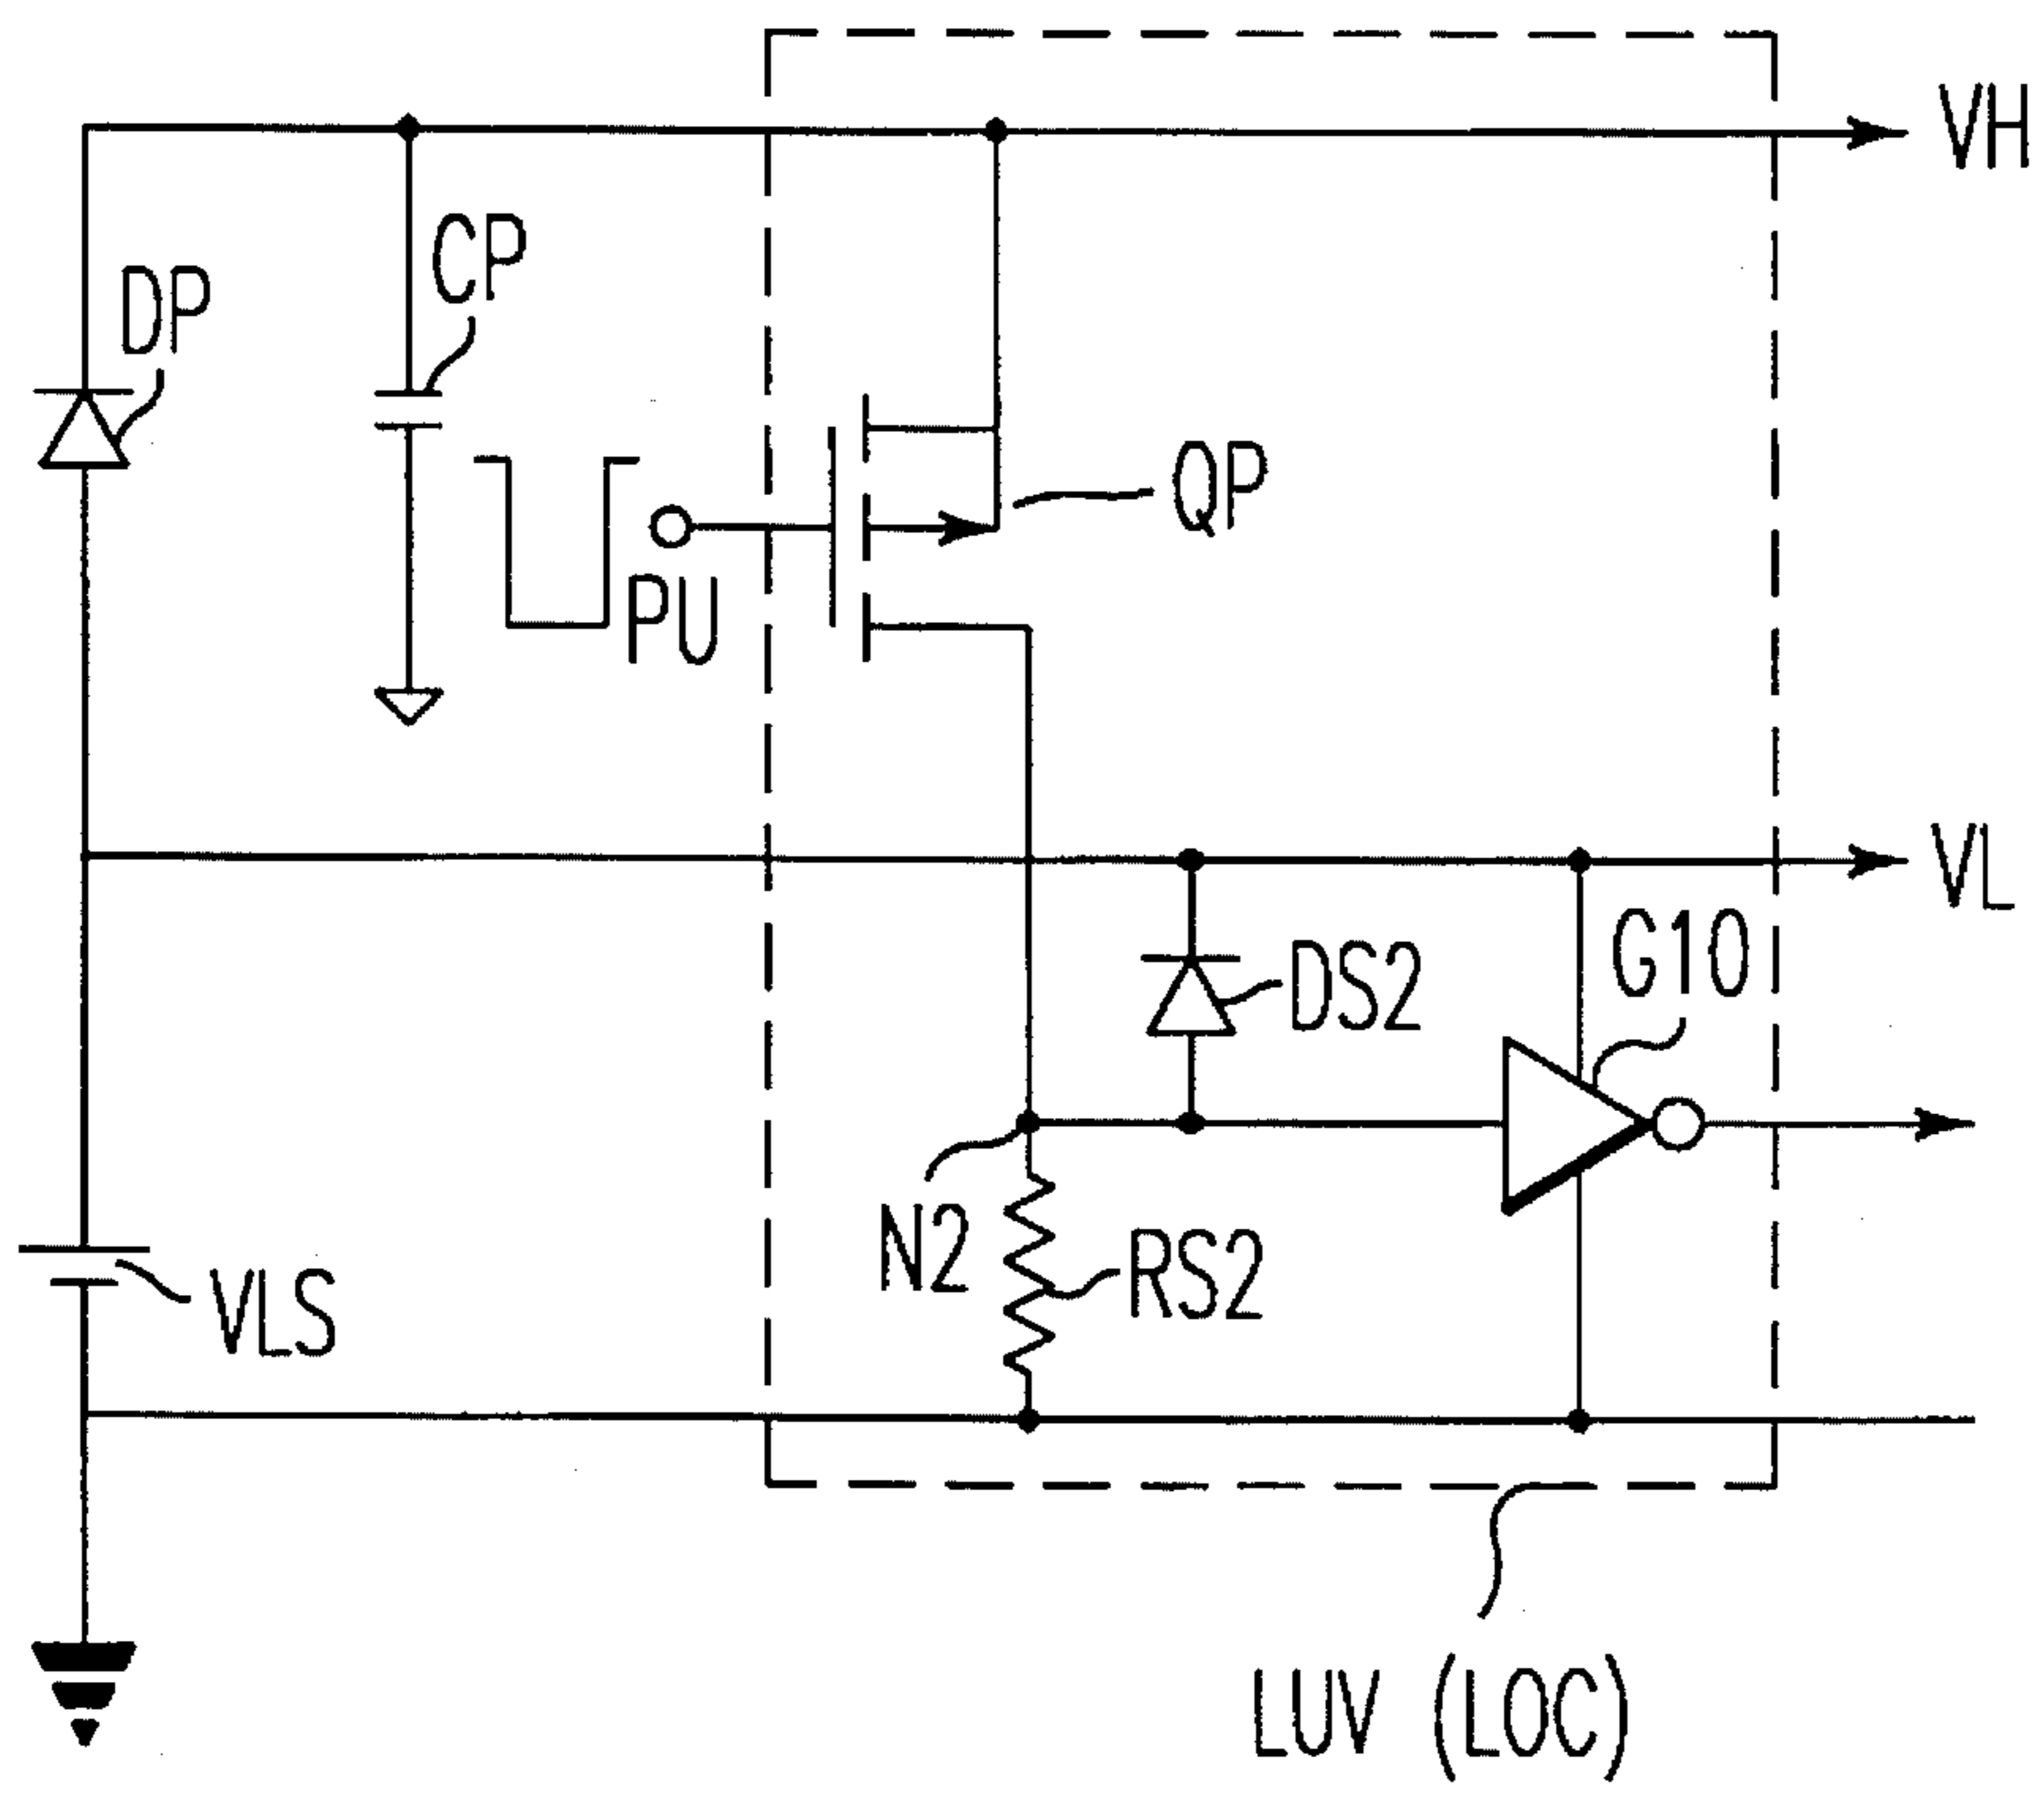 VH
CP
DP
QP
PU
VL
G10
DS2
N2
RS2
VLS
LUV (LOC)